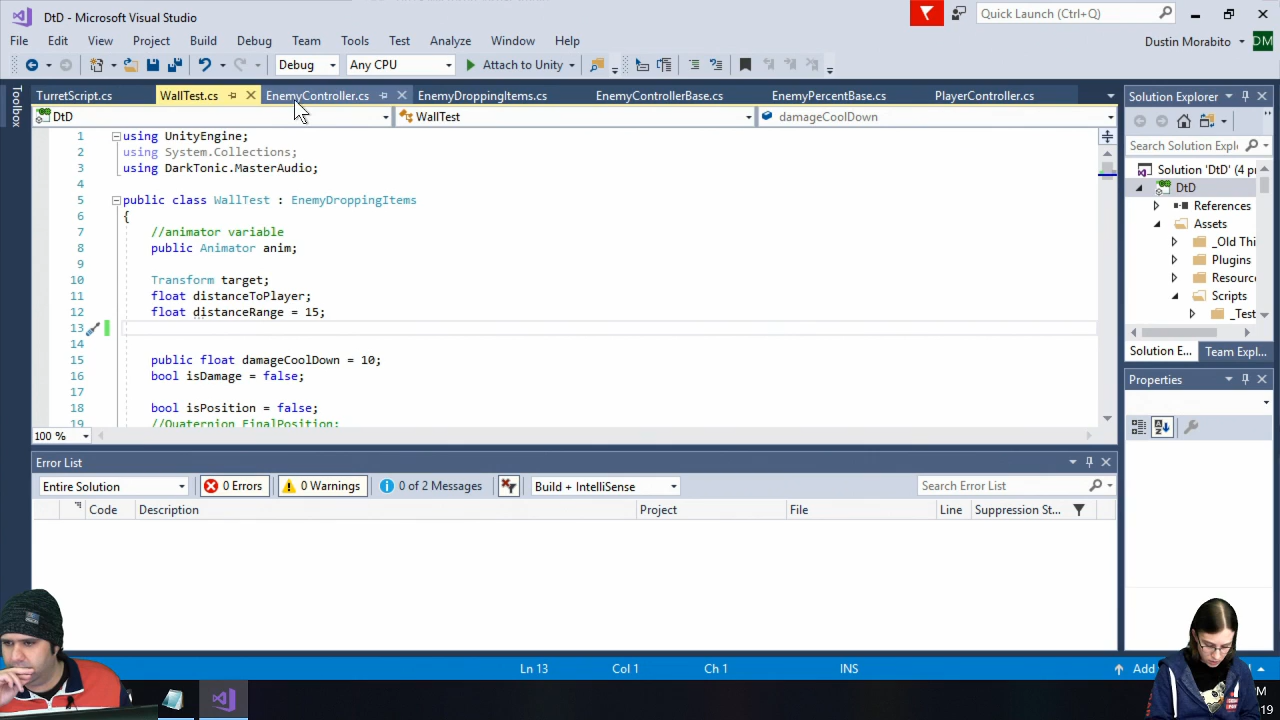 DtD - Microsoft Visual Studio
Quick Launch (Ctrl+Q)
File Edit View Project Build Debug Team Tools Test Analyze Window Help
Dustin Morabito DM
Debug Any CPU Attach to Unity
Toolbox
TurretScript.cs WallTest.cs EnemyController.cs EnemyDroppingItems.cs EnemyControllerBase.cs EnemyPercentBase.cs PlayerController.cs
DtD WallTest damageCoolDown
1 using UnityEngine;
2 using System.Collections;
3 using DarkTonic.MasterAudio;
4
5 public class WallTest : EnemyDroppingItems
6 {
7 //animator variable
8 public Animator anim;
9
10 Transform target;
11 float distanceToPlayer;
12 float distanceRange = 15;
13
14
15 public float damageCoolDown = 10;
16 bool isDamage = false;
17
18 bool isPosition = false;
19 //Quaternion FinalPosition;
100 %
Solution Explorer
Search Solution Expl
Solution 'DtD' (4 pr
DtD
References
Assets
_Old Thi
Plugins
Resourc
Scripts
_Test
Solution E... Team Expl...
Properties
Error List
Entire Solution 0 Errors 0 Warnings 0 of 2 Messages Build + IntelliSense Search Error List
Code Description Project File Line Suppression St...
Ln 13 Col 1 Ch 1 INS Add